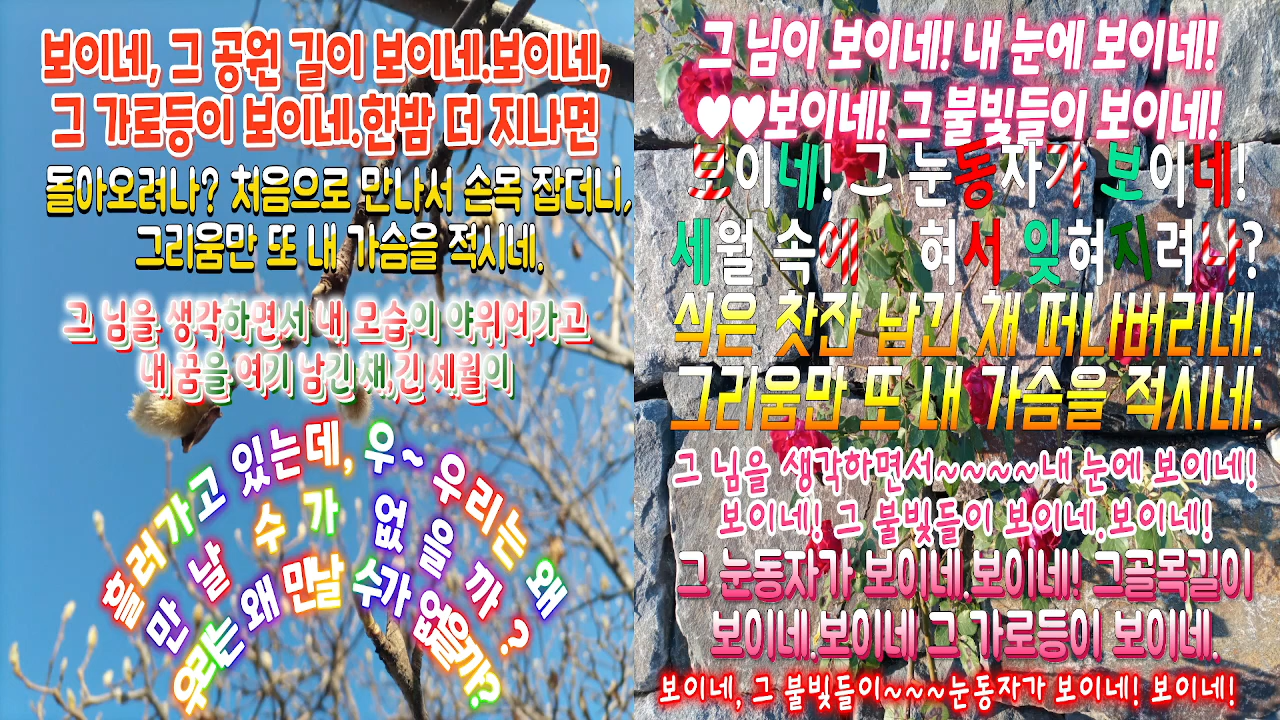 보이네, 그 공원 길이 보이네.보이네,
그 가로등이 보이네.한밤 더 지나면
돌아오려나? 처음으로 만나서 손목 잡더니,
그리움만 또 내 가슴을 적시네.
그 님을 생각하면서 내 모습이 야위어가고
내 꿈을 여기 남긴 채,긴 세월이
흘러가고 있는데, 우~ 우리는 왜
만날 수가 없을까?
우리는 왜 만날 수가 없을까?
그 님이 보이네! 내 눈에 보이네!
♥♥보이네! 그 불빛들이 보이네!
보이네! 그 눈동자가 보이네!
세월 속에 혀서 잊혀지려나?
식은 찻잔 남긴 채 떠나버리네.
그리움만 또 내 가슴을 적시네.
그 님을 생각하면서~~~~내 눈에 보이네!
보이네! 그 불빛들이 보이네.보이네!
그 눈동자가 보이네.보이네! 그골목길이
보이네.보이네 그 가로등이 보이네.
보이네, 그 불빛들이~~~눈동자가 보이네! 보이네!